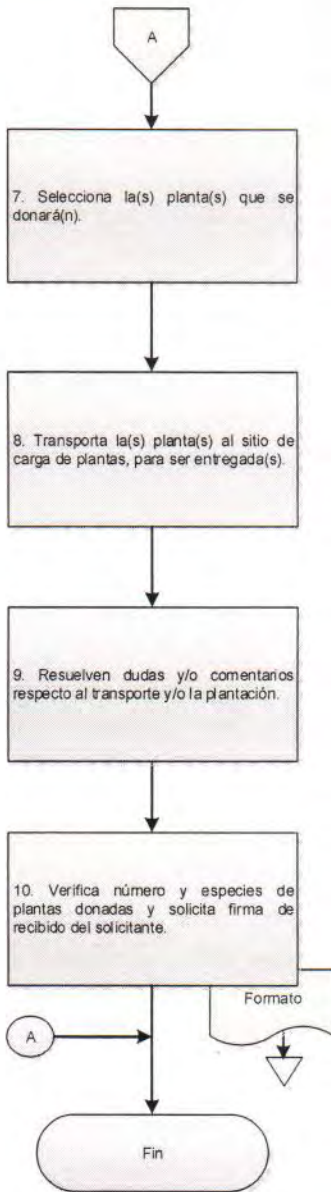 A
7. Selecciona la(s) planta(s) que se
donará(n).
8. Transporta la(s) planta(s) al sitio de
carga de plantas, para ser entregada(s).
9. Resuelven dudas y/o comentarios
respecto al transporte y/o la plantación.
10. Verifica número y especies de
plantas donadas y solicita firma de
recibido del solicitante.
Formato
A
Fin